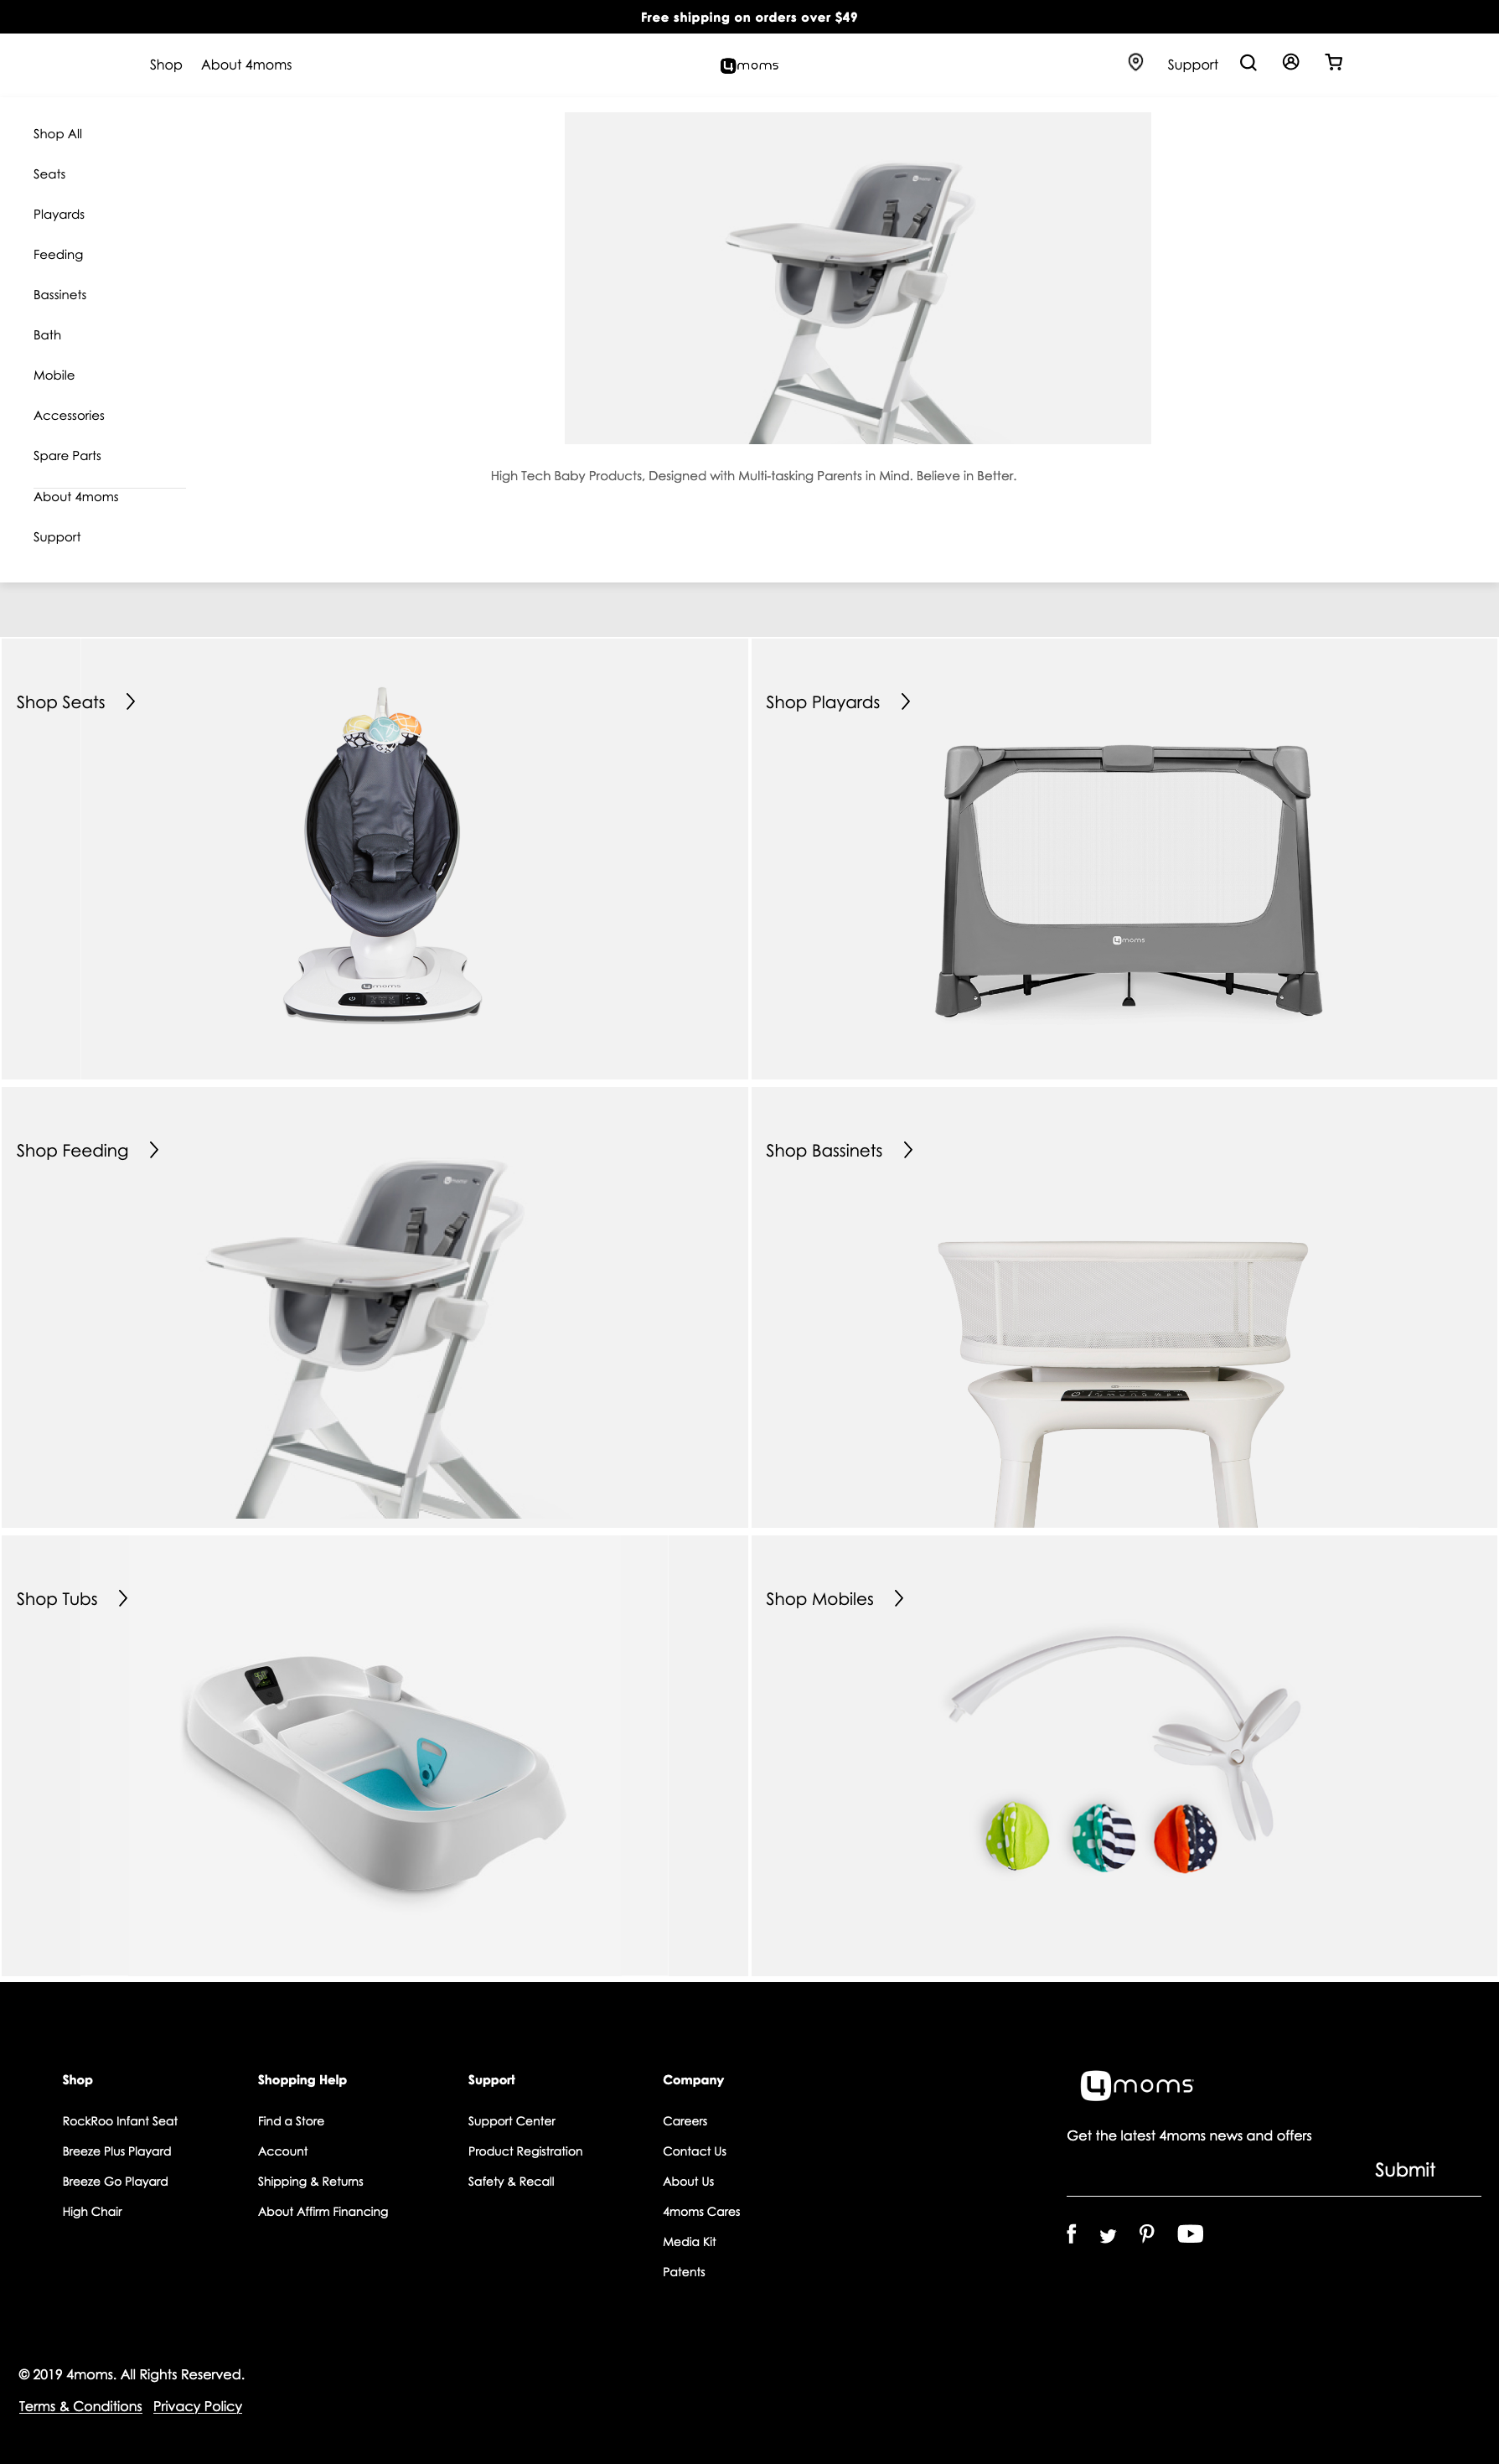 Free shipping on orders over $49
Shop About 4moms 4moms Support
Shop All
Seats
Playards
Feeding
Bassinets
Bath
Mobile
Accessories
Spare Parts
About 4moms
Support
4moms
High Tech Baby Products, Designed with Multi-tasking Parents in Mind. Believe in Better.
Shop Seats
4moms
Shop Playards
4moms
Shop Feeding
4moms
Shop Bassinets
Shop Tubs
Shop Mobiles
Shop
RockRoo Infant Seat
Breeze Plus Playard
Breeze Go Playard
High Chair
Shopping Help
Find a Store
Account
Shipping & Returns
About Affirm Financing
Support
Support Center
Product Registration
Safety & Recall
Company
Careers
Contact Us
About Us
4moms Cares
Media Kit
Patents
4moms
Get the latest 4moms news and offers
Submit
© 2019 4moms. All Rights Reserved.
Terms & Conditions Privacy Policy